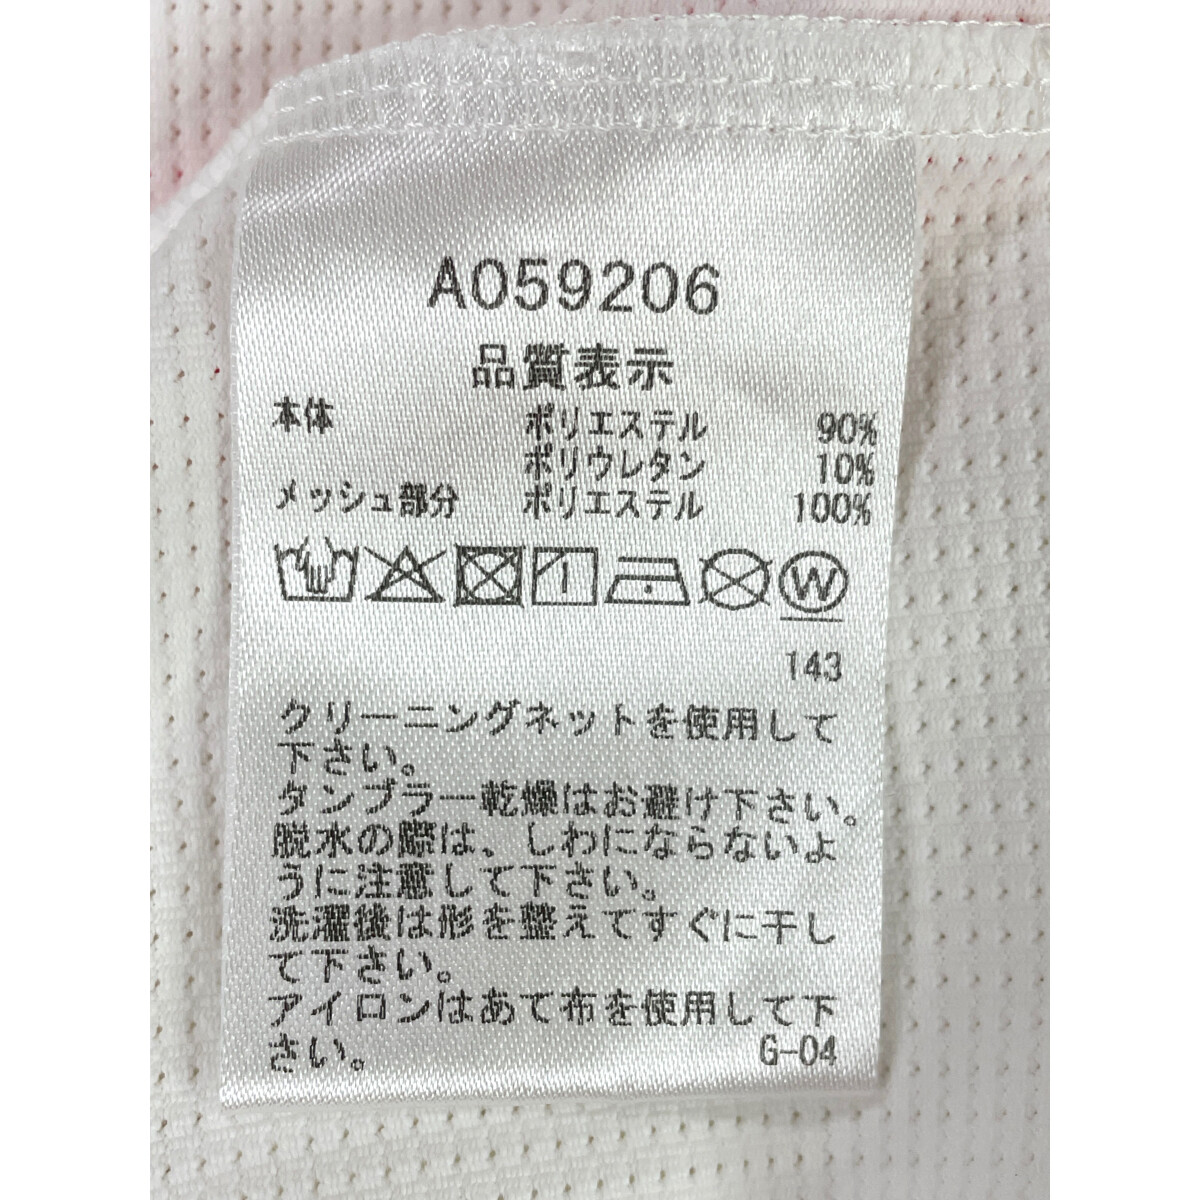 A059206
品質表示
本体 ポリエステル 90%
ポリウレタン 10%
メッシュ部分 ポリエステル 100%
W
143
クリーニングネットを使用して
下さい。
タンブラー乾燥はお避け下さい。
脱水の際は、しわにならないよ
うに注意して下さい。
洗濯後は形を整えてすぐに干し
て下さい。
アイロンはあて布を使用して下
さい。 G-04